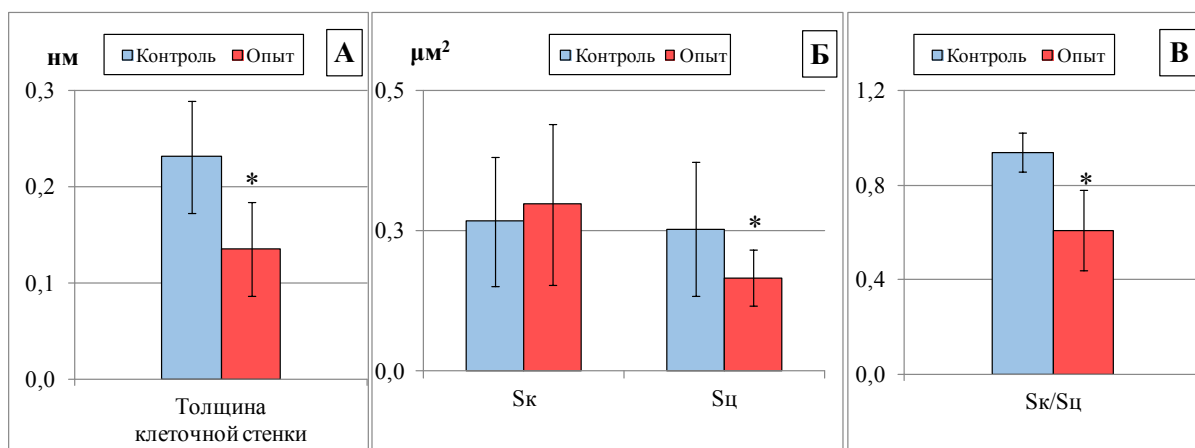 нм
Контроль Опыт
А
0,3
0,2
0,1
0,0
*
Толщина
клеточной стенки
μм²
Контроль Опыт
Б
0,5
0,3
0,0
*
Sк
Sц
Контроль Опыт
В
1,2
0,8
0,4
0,0
*
Sк/Sц